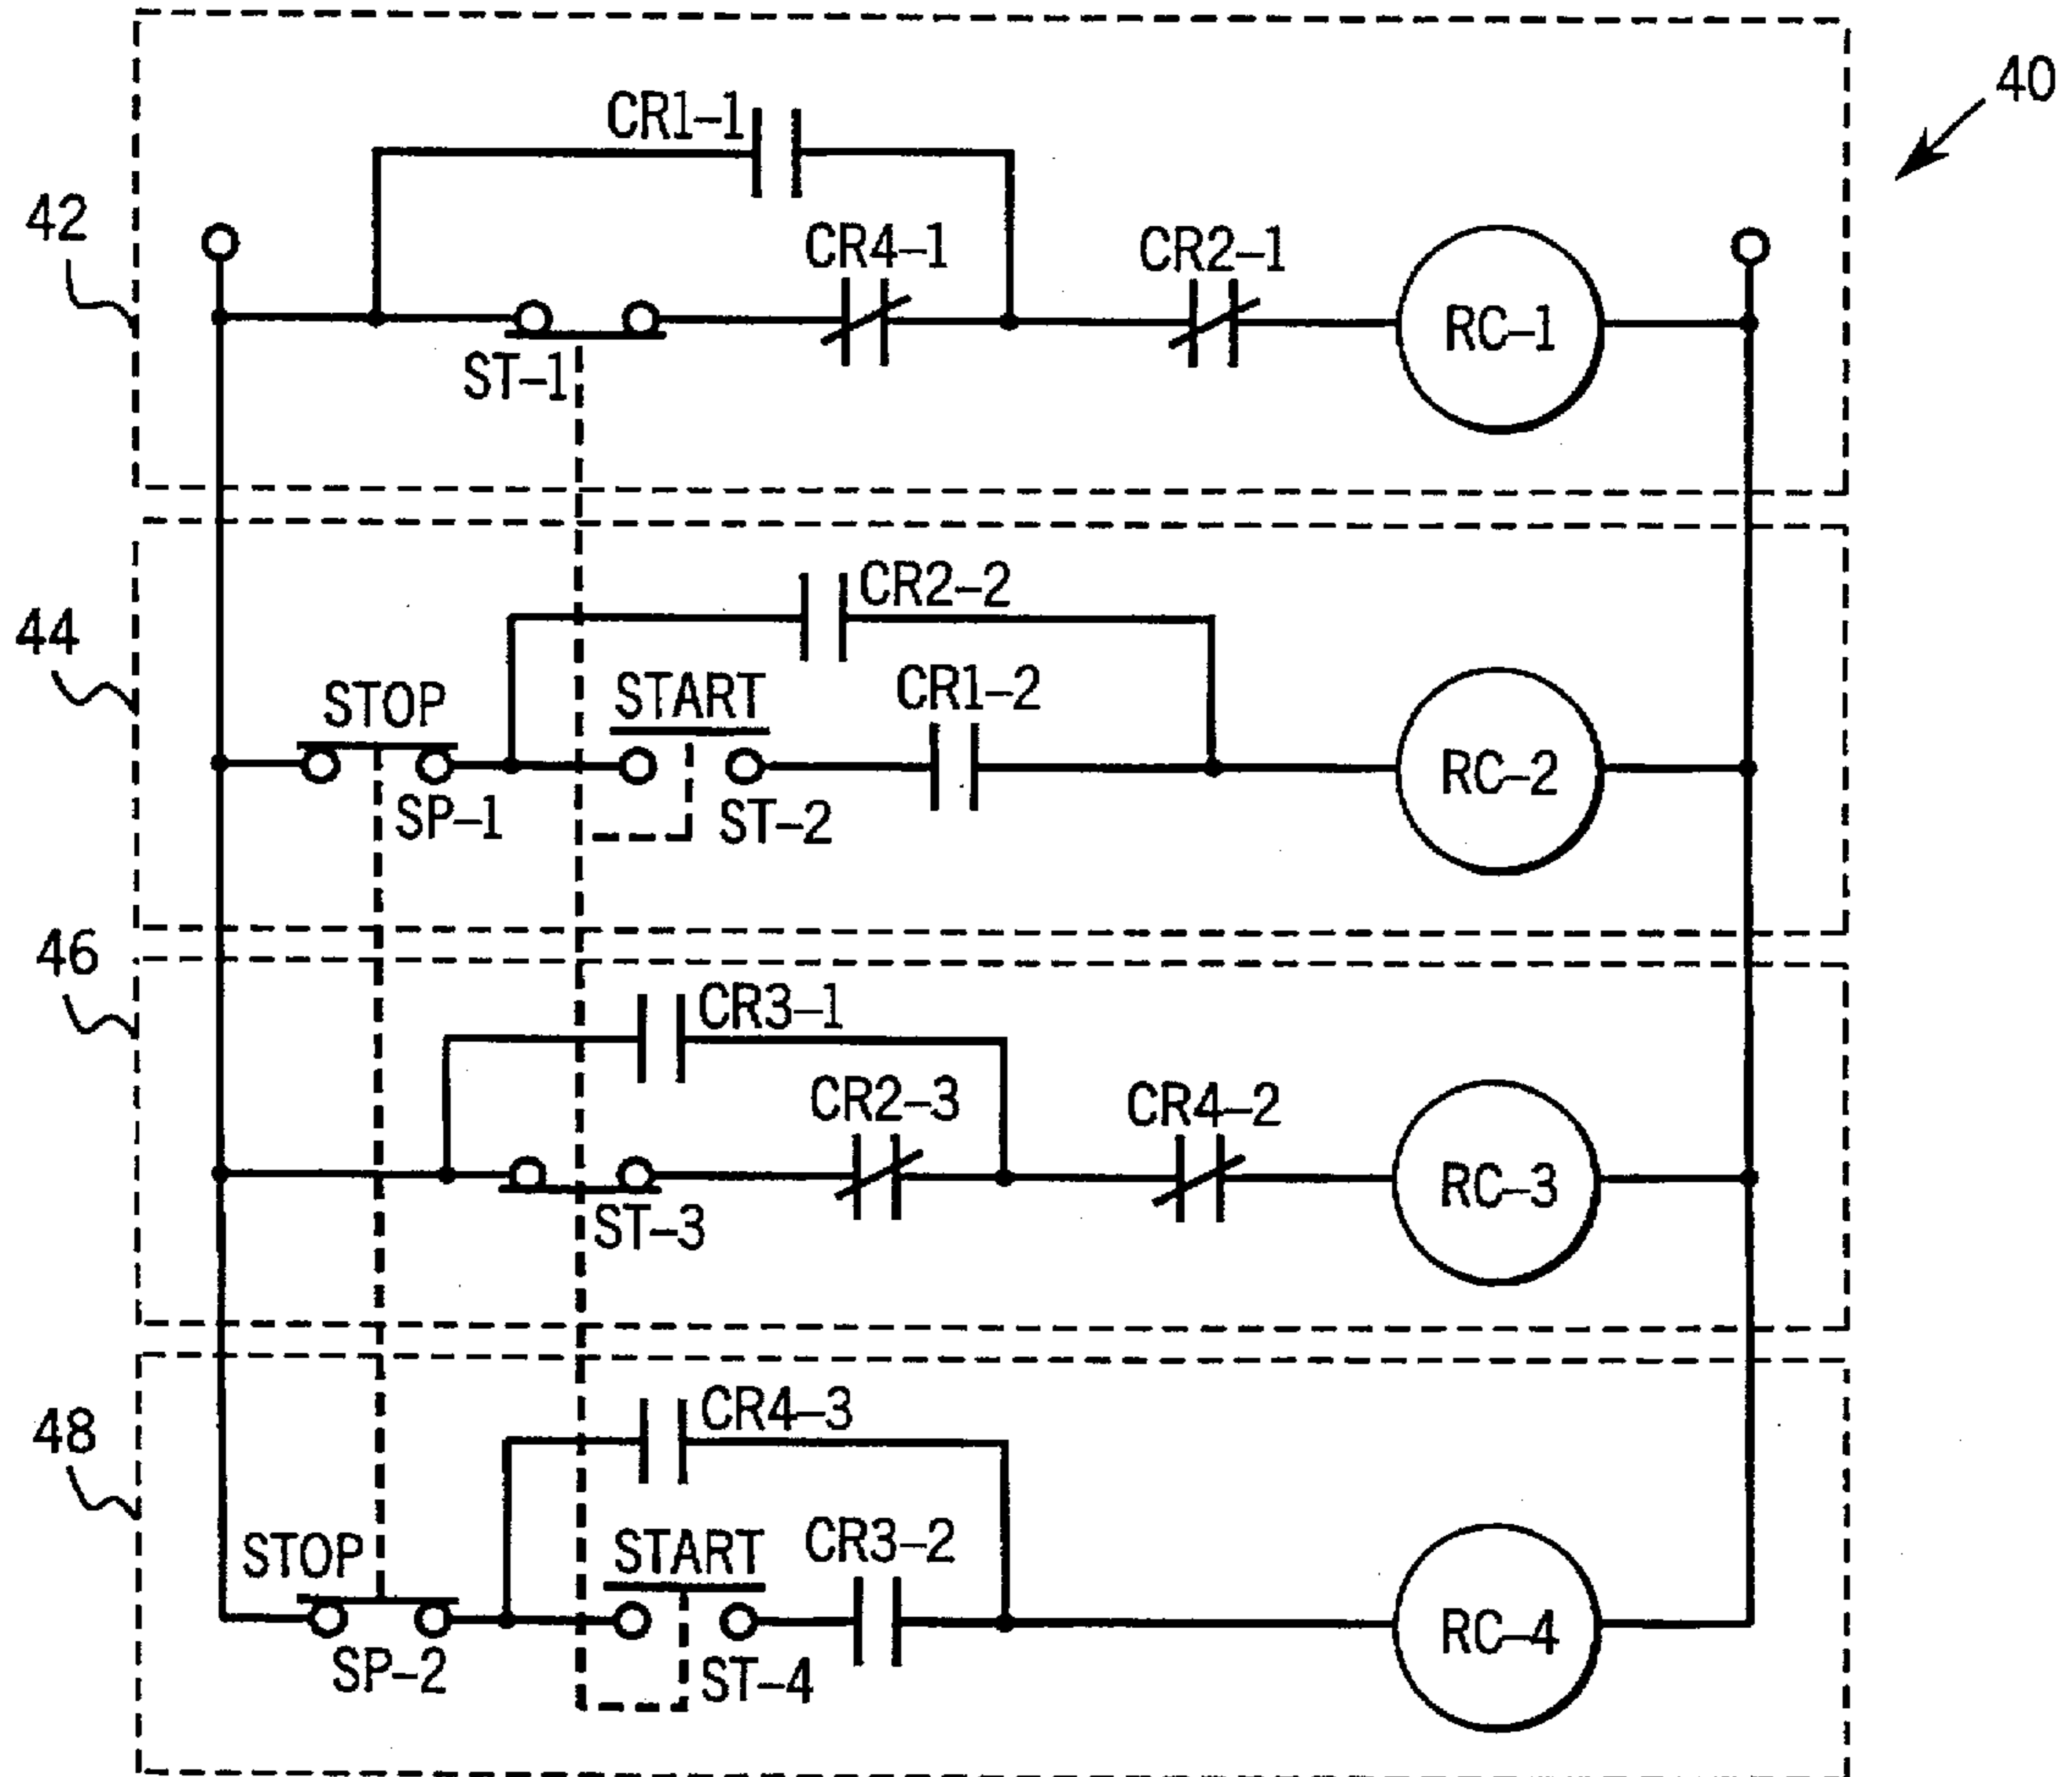 40
CR1-1
42
CR4-1
CR2-1
RC-1
ST-1
CR2-2
44
START
CR1-2
STOP
RC-2
SP-1
ST-2
46
CR3-1
CR2-3
CR4-2
RC-3
ST-3
CR4-3
48
START
CR3-2
STOP
RC-4
SP-2
ST-4